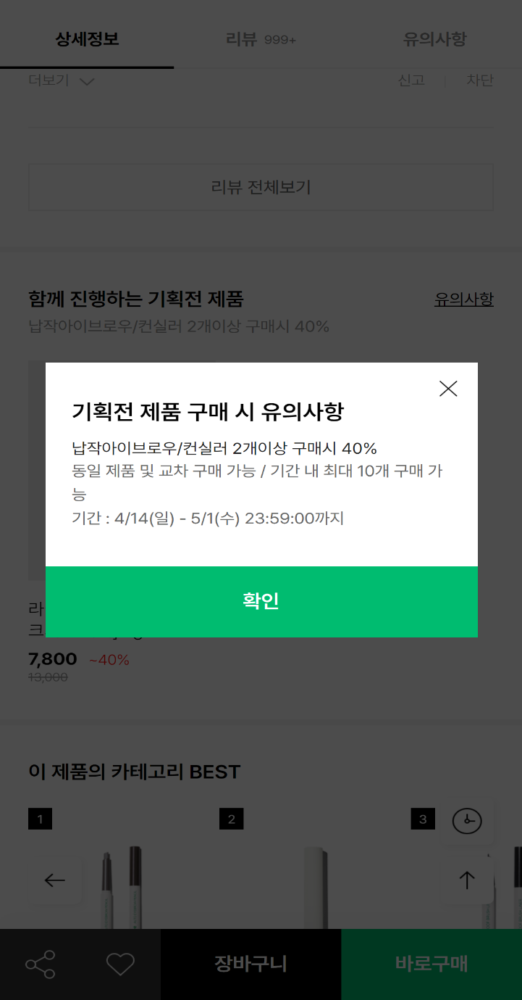 상세정보
리뷰 999+
유의사항
더보기
신고
차단
리뷰 전체보기
함께 진행하는 기획전 제품
유의사항
납작아이브로우/컨실러 2개이상 구매시 40%
기획전 제품 구매 시 유의사항
납작아이브로우/컨실러 2개이상 구매시 40%
동일 제품 및 교차 구매 가능 / 기간 내 최대 10개 구매 가
능
기간 : 4/14(일) - 5/1(수) 23:59:00까지
확인
라
크
7,800 ~40%
13,000
이 제품의 카테고리 BEST
1
2
3
장바구니
바로구매